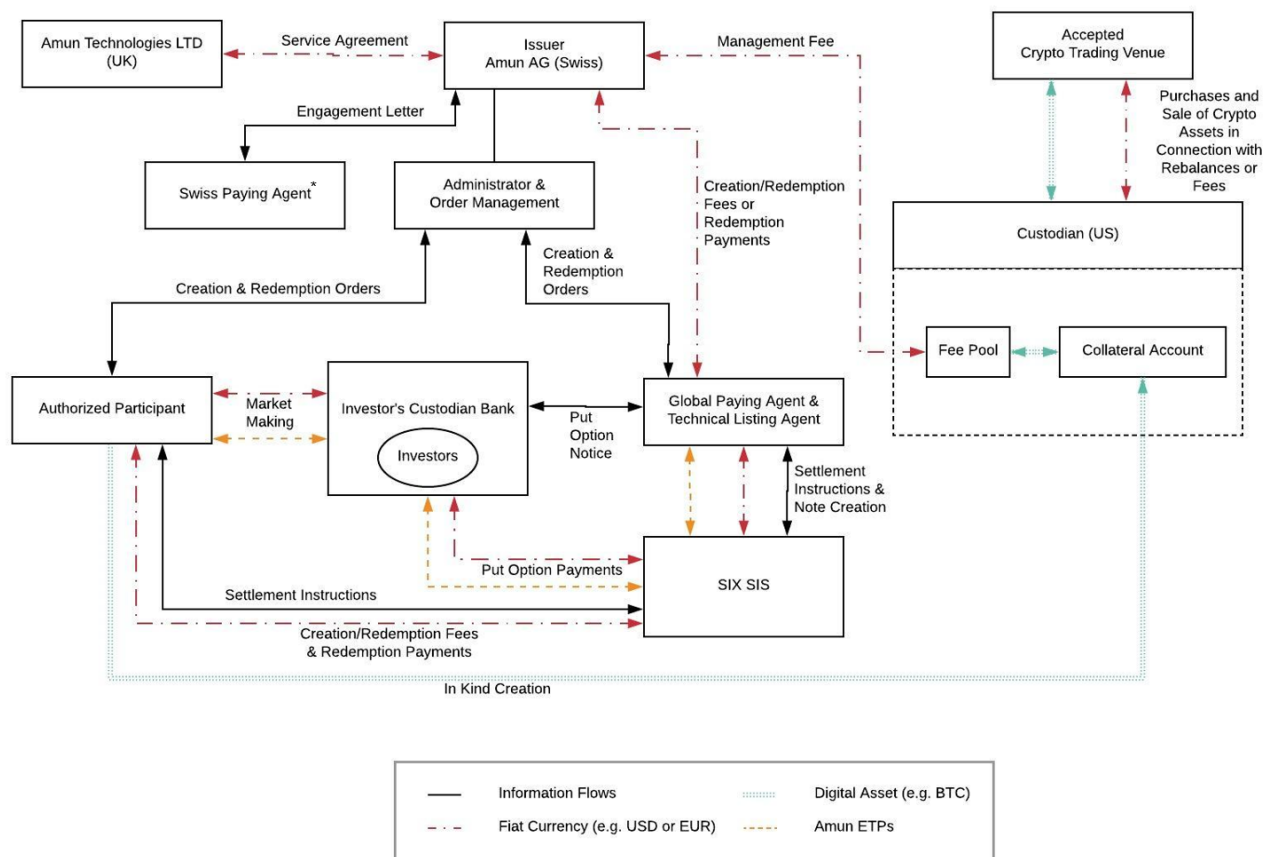 Amun Technologies LTD
(UK)
Service Agreement
Issuer
Amun AG (Swiss)
Management Fee
Accepted
Crypto Trading Venue
Engagement Letter
Purchases and
Sale of Crypto
Assets in
Connection with
Rebalances or
Fees
Swiss Paying Agent*
Administrator &
Order Management
Creation/Redemption
Fees or
Redemption
Payments
Custodian (US)
Creation &
Redemption
Orders
Creation & Redemption Orders
Fee Pool
Collateral Account
Authorized Participant
Market
Making
Investor's Custodian Bank
Investors
Put
Option
Notice
Global Paying Agent &
Technical Listing Agent
Settlement
Instructions &
Note Creation
Put Option Payments
SIX SIS
Settlement Instructions
Creation/Redemption Fees
& Redemption Payments
In Kind Creation
Information Flows
Digital Asset (e.g. BTC)
Fiat Currency (e.g. USD or EUR)
Amun ETPs